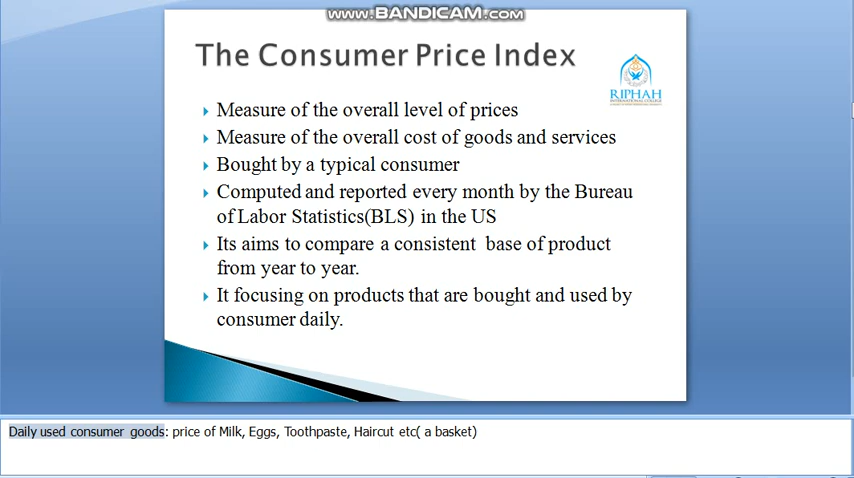 www.BANDICAM.com
The Consumer Price Index
RIPHAH
INTERNATIONAL COLLEGE
Measure of the overall level of prices
Measure of the overall cost of goods and services
Bought by a typical consumer
Computed and reported every month by the Bureau
of Labor Statistics(BLS) in the US
Its aims to compare a consistent base of product
from year to year.
It focusing on products that are bought and used by
consumer daily.
Daily used consumer goods: price of Milk, Eggs, Toothpaste, Haircut etc( a basket)